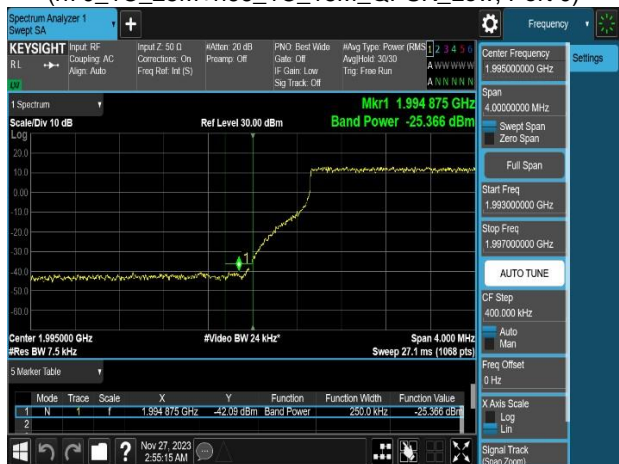 Spectrum Analyzer 1
Swept SA
+
Frequency
KEYSIGHT
RL
Input: RF
Coupling: AC
Align: Auto
Input Z: 50 Ω
Corrections: On
Freq Ref: Int (S)
#Atten: 20 dB
Preamp: Off
PNO: Best Wide
Gate: Off
IF Gain: Low
Sig Track: Off
#Avg Type: Power (RMS
Avg|Hold: 30/30
Trig: Free Run
1 2 3 4 5 6
A W W W W W
A N N N N N
LXI
1 Spectrum
Scale/Div 10 dB
Log
Ref Level 30.00 dBm
Mkr1 1.994 875 GHz
Band Power -25.366 dBm
20.0
10.0
0.00
-10.0
-20.0
-30.0
-40.0
-50.0
-60.0
1
Center 1.995000 GHz
#Res BW 7.5 kHz
#Video BW 24 kHz*
Span 4.000 MHz
Sweep 27.1 ms (1068 pts)
5 Marker Table
Mode Trace Scale X Y Function Function Width Function Value
1 N 1 f 1.994 875 GHz -42.09 dBm Band Power 250.0 kHz -25.366 dBm
2
?
Nov 27, 2023
2:55:15 AM
Center Frequency
1.995000000 GHz
Settings
Span
4.00000000 MHz
Swept Span
Zero Span
Full Span
Start Freq
1.993000000 GHz
Stop Freq
1.997000000 GHz
AUTO TUNE
CF Step
400.000 kHz
Auto
Man
Freq Offset
0 Hz
X Axis Scale
Log
Lin
Signal Track
(Span Zoom)